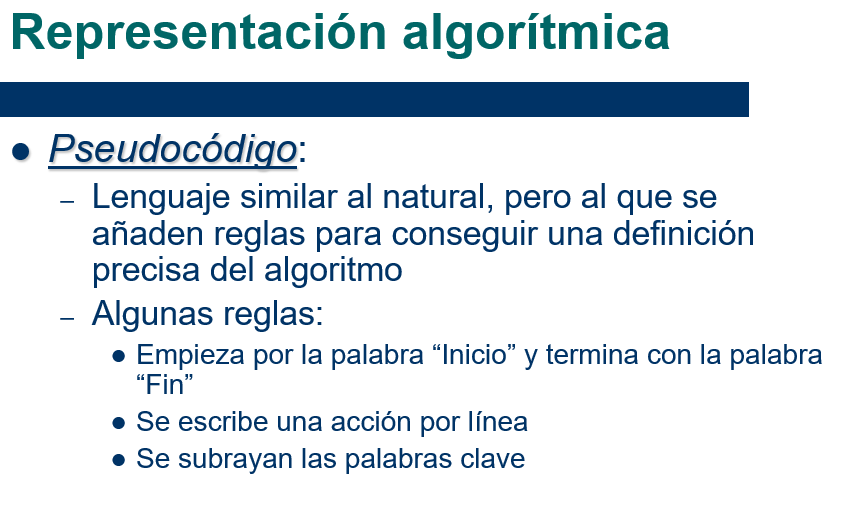 Representación algorítmica
● Pseudocódigo:
– Lenguaje similar al natural, pero al que se
añaden reglas para conseguir una definición
precisa del algoritmo
– Algunas reglas:
● Empieza por la palabra “Inicio” y termina con la palabra
“Fin”
● Se escribe una acción por línea
● Se subrayan las palabras clave